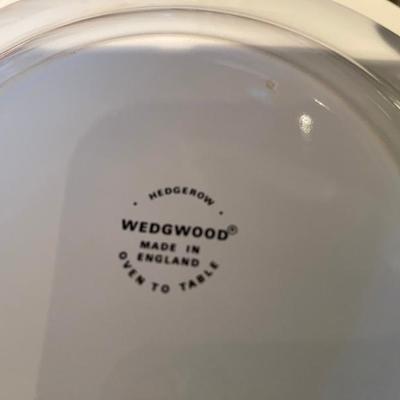 · HEDGEROW ·
WEDGWOOD®
MADE IN
ENGLAND
OVEN TO TABLE